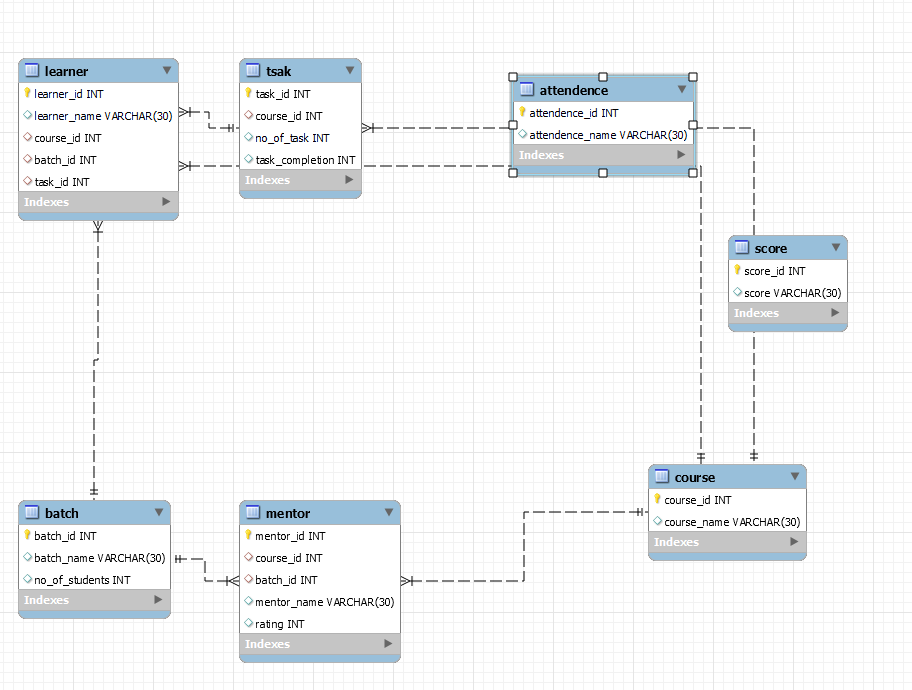 learner
learner_id INT
learner_name VARCHAR(30)
course_id INT
batch_id INT
task_id INT
Indexes
tsak
task_id INT
course_id INT
no_of_task INT
task_completion INT
Indexes
attendence
attendence_id INT
attendence_name VARCHAR(30)
Indexes
score
score_id INT
score VARCHAR(30)
Indexes
batch
batch_id INT
batch_name VARCHAR(30)
no_of_students INT
Indexes
mentor
mentor_id INT
course_id INT
batch_id INT
mentor_name VARCHAR(30)
rating INT
Indexes
course
course_id INT
course_name VARCHAR(30)
Indexes